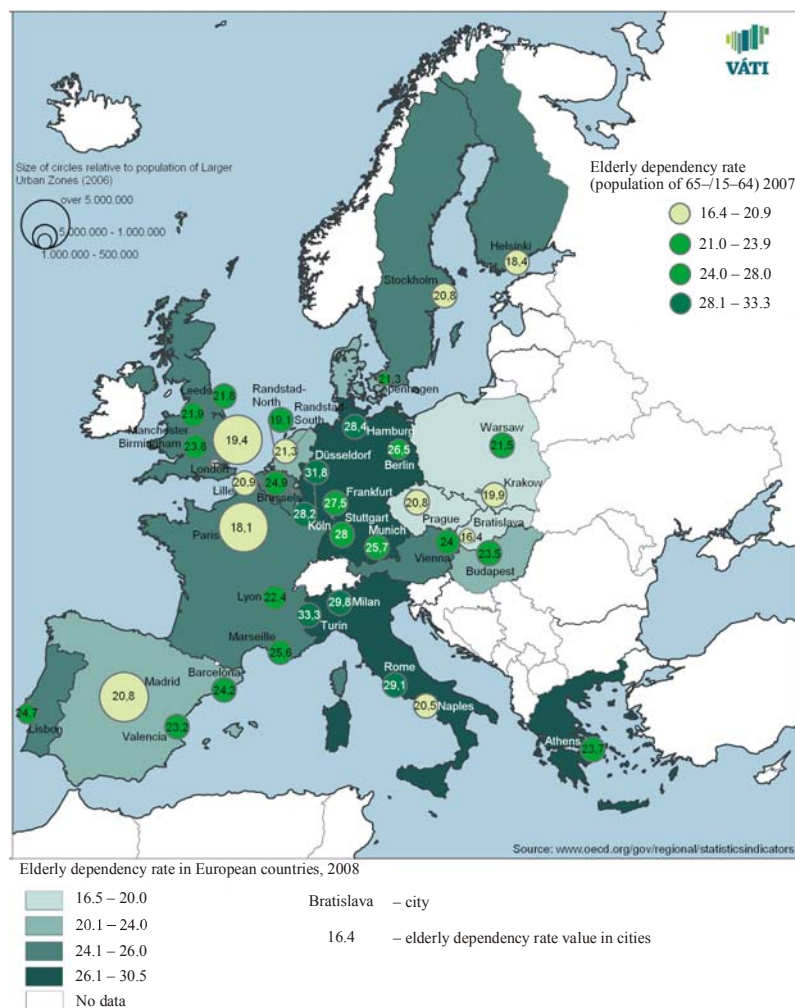 VÁTI
Size of circles relative to population of Larger
Urban Zones (2006)
over 5.000.000
5.000.000 - 1.000.000
1.000.000 - 500.000
Elderly dependency rate
(population of 65–/15–64) 2007
16.4 – 20.9
21.0 – 23.9
24.0 – 28.0
28.1 – 33.3
Helsinki
18,4
Stockholm
20,8
21,3
Copenhagen
Leeds
21,8
21,9
Manchester
Birmingham
23,8
19,4
London
Randstad-
North
19,1
Randstad-
South
21,3
28,4
Hamburg
26,5
Berlin
Düsseldorf
31,8
Warsaw
21,5
Krakow
19,9
Lille
20,9
24,9
Brussels
28,2
Köln
27,5
Frankfurt
Stuttgart
28
Munich
25,7
20,8
Prague
Bratislava
16,4
24
Vienna
23,5
Budapest
18,1
Paris
Lyon
22,4
29,8
Milan
33,3
Turin
Marseille
25,6
Barcelona
24,2
Madrid
20,8
Valencia
23,2
24,7
Lisbon
Rome
29,1
20,5
Naples
Athens
23,7
Source: www.oecd.org/gov/regional/statisticsindicators
Elderly dependency rate in European countries, 2008
16.5 – 20.0
20.1 – 24.0
24.1 – 26.0
26.1 – 30.5
No data
Bratislava – city
16.4 – elderly dependency rate value in cities